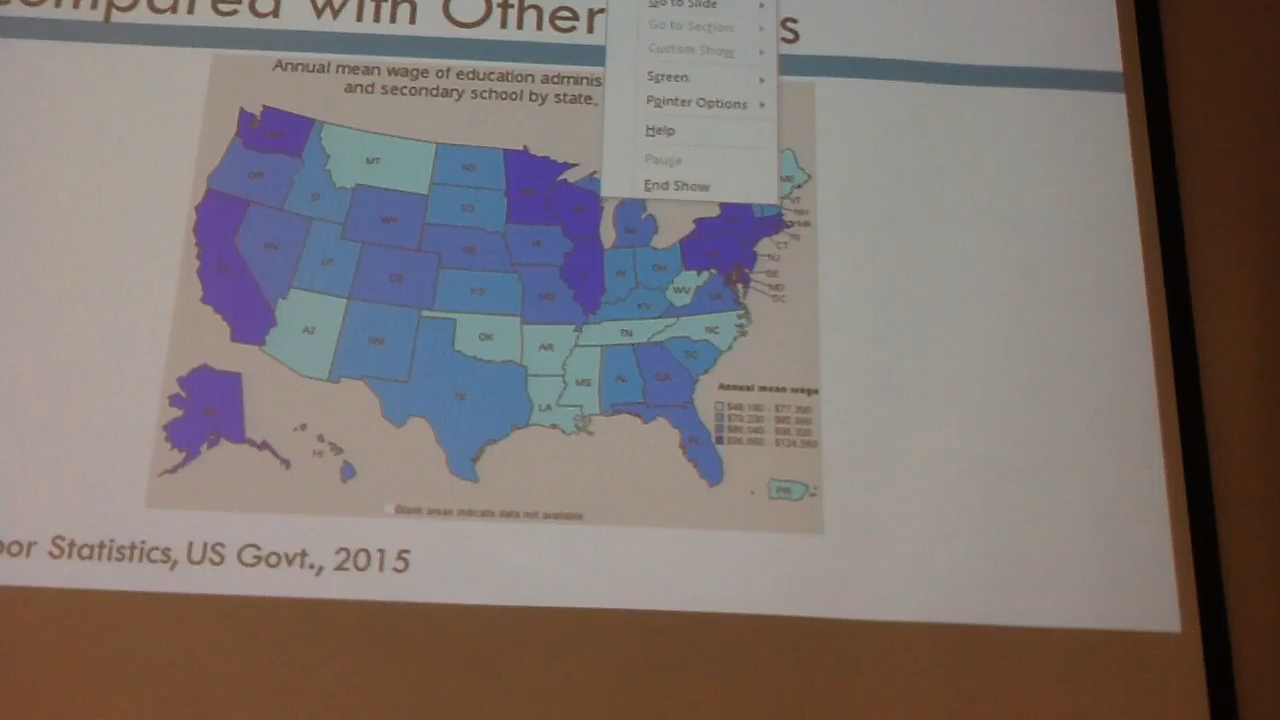 with Other
s
Go to Slide
Go to Section
Custom Show
Screen
Pointer Options
Help
Pause
End Show
Annual mean wage of education adminis
and secondary school by state,
MT
ND
OR
ID
WY
SD
ME
VT
NH
MA
CT
NJ
DE
MD
DC
NV
UT
CO
NE
IA
KS
MO
IN
OH
WV
VA
KY
AZ
NM
OK
AR
TN
NC
SC
MS
AL
GA
TX
LA
FL
HI
PR
Annual mean wage
Blank areas indicate data not available.
Statistics, US Govt., 2015